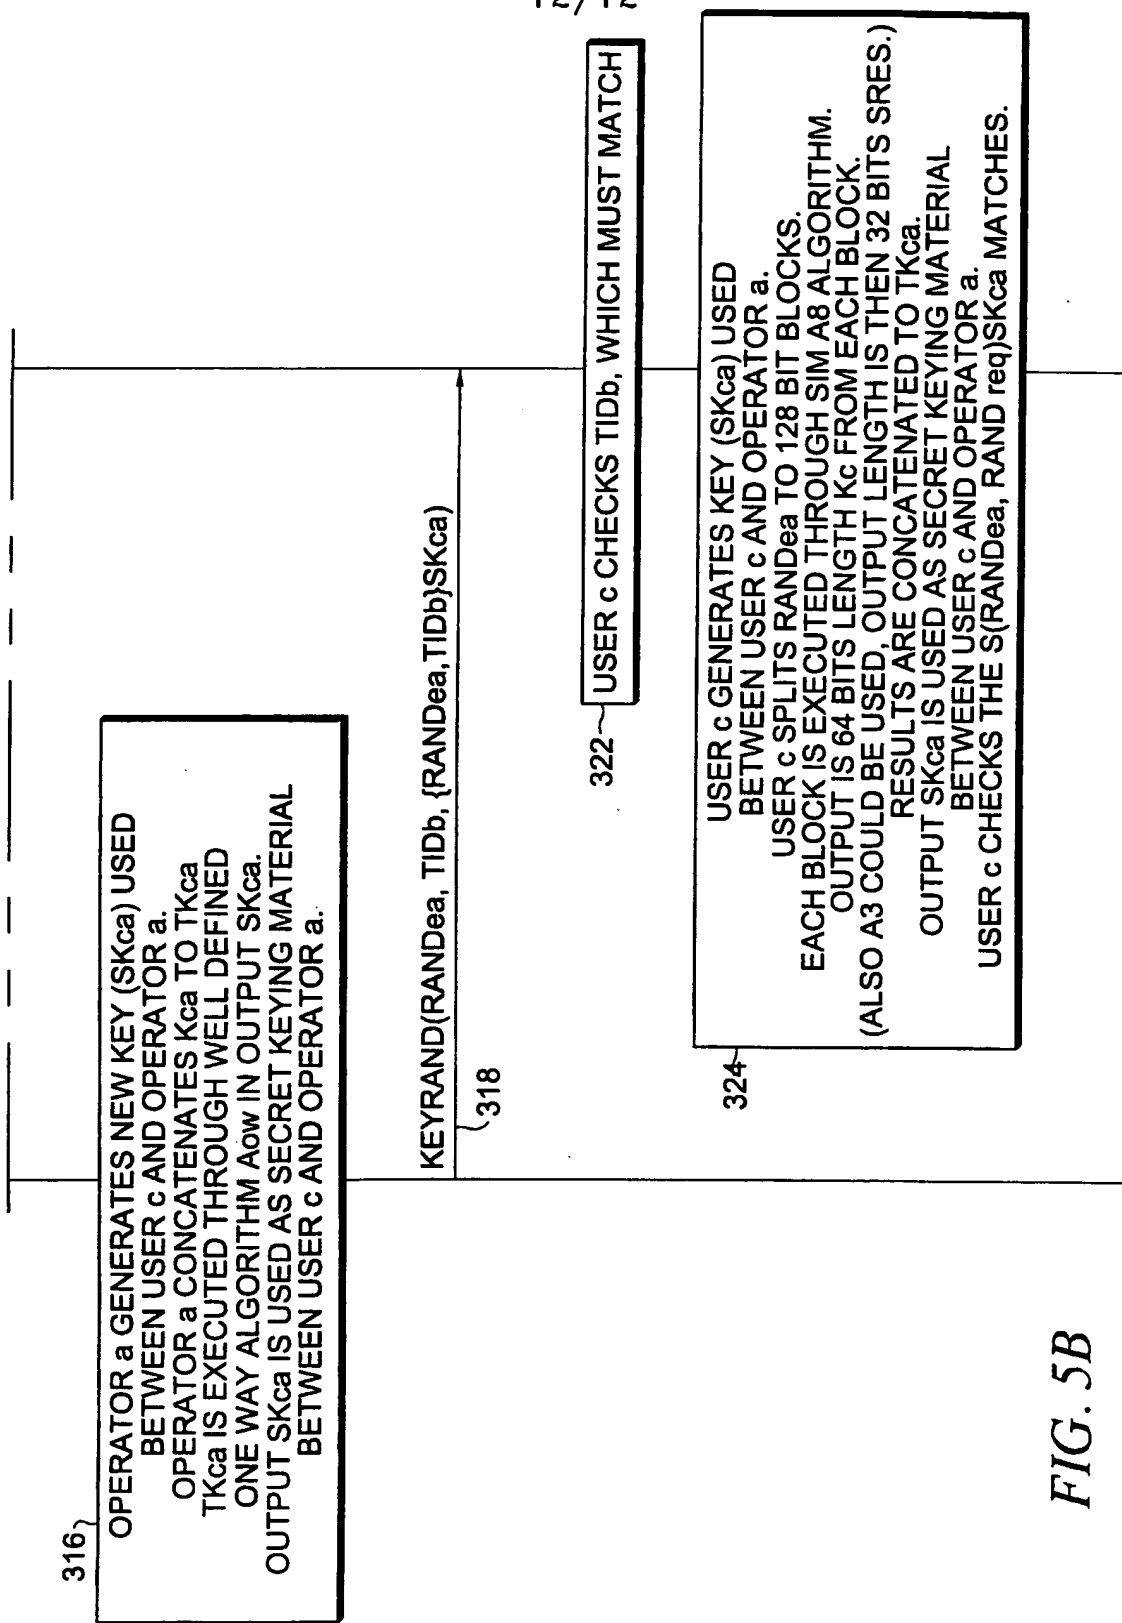 12/12
316
OPERATOR a GENERATES NEW KEY (SKca) USED
BETWEEN USER c AND OPERATOR a.
OPERATOR a CONCATENATES Kca TO TKca
TKca IS EXECUTED THROUGH WELL DEFINED
ONE WAY ALGORITHM Aow IN OUTPUT SKca.
OUTPUT SKca IS USED AS SECRET KEYING MATERIAL
BETWEEN USER c AND OPERATOR a.
KEYRAND(RANDea, TIDb, {RANDea,TIDb}SKca)
318
322
USER c CHECKS TIDb, WHICH MUST MATCH
324
USER c GENERATES KEY (SKca) USED
BETWEEN USER c AND OPERATOR a.
USER c SPLITS RANDea TO 128 BIT BLOCKS.
EACH BLOCK IS EXECUTED THROUGH SIM A8 ALGORITHM.
OUTPUT IS 64 BITS LENGTH Kc FROM EACH BLOCK.
(ALSO A3 COULD BE USED, OUTPUT LENGTH IS THEN 32 BITS SRES.)
RESULTS ARE CONCATENATED TO TKca.
OUTPUT SKca IS USED AS SECRET KEYING MATERIAL
BETWEEN USER c AND OPERATOR a.
USER c CHECKS THE S(RANDea, RAND req)SKca MATCHES.
FIG. 5B